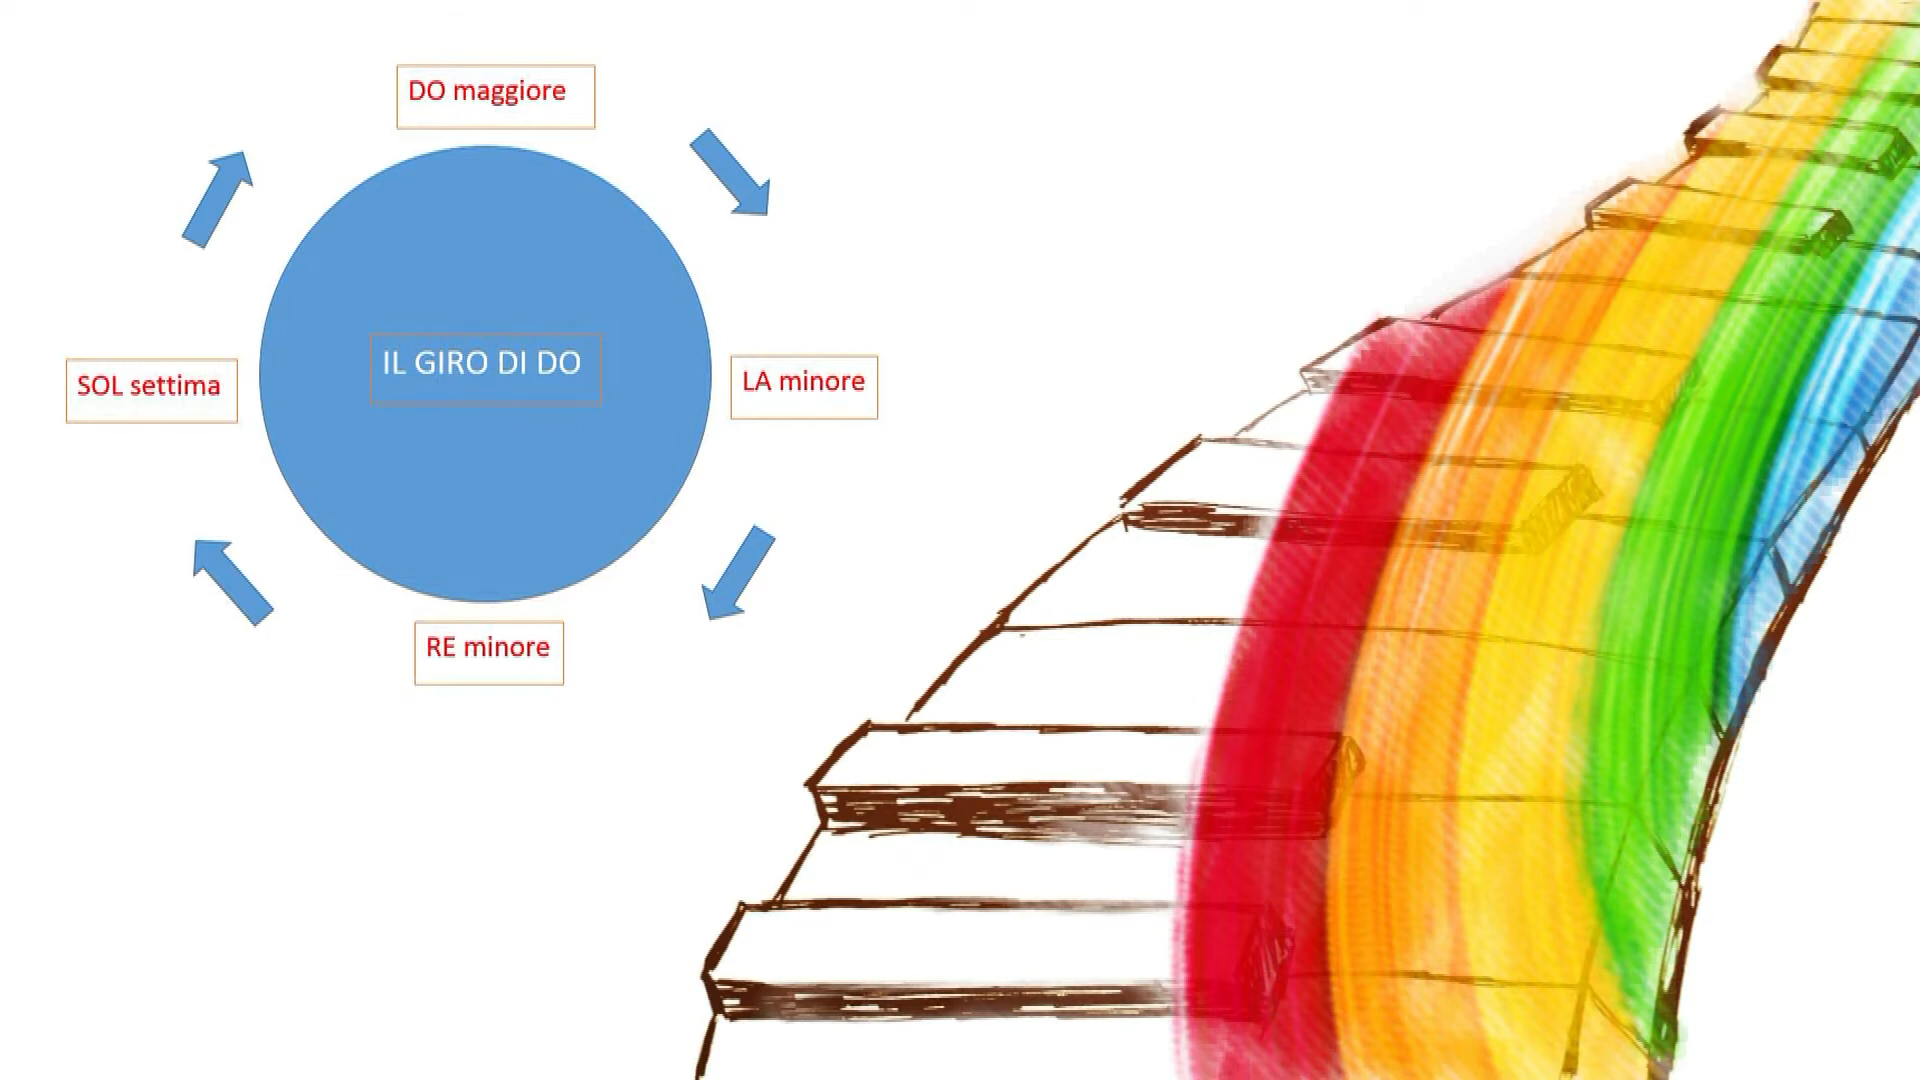 DO maggiore
IL GIRO DI DO
SOL settima
LA minore
RE minore